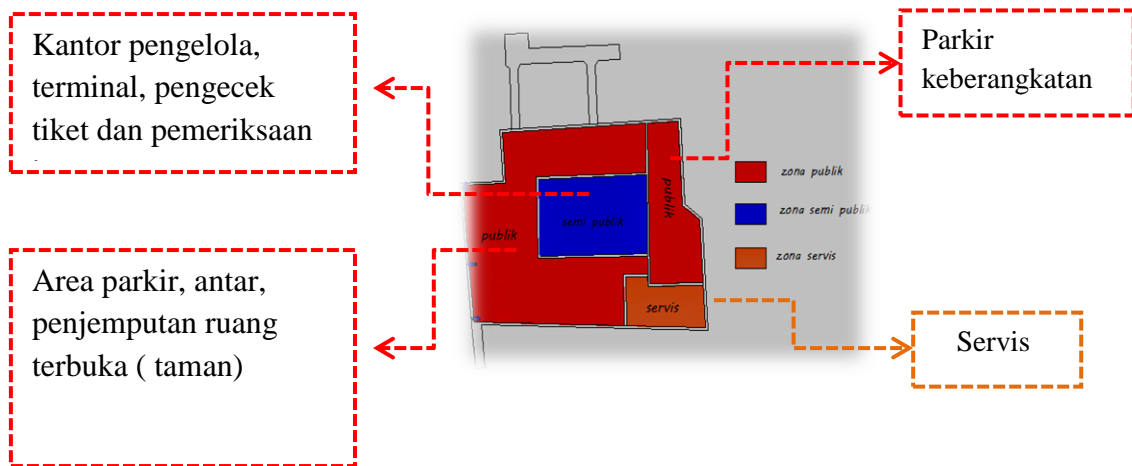 Kantor pengelola,
terminal, pengecek
tiket dan pemeriksaan
Parkir
keberangkatan
zona publik
zona semi publik
zona servis
publik
semi publik
publik
servis
Area parkir, antar,
penjemputan ruang
terbuka ( taman)
Servis